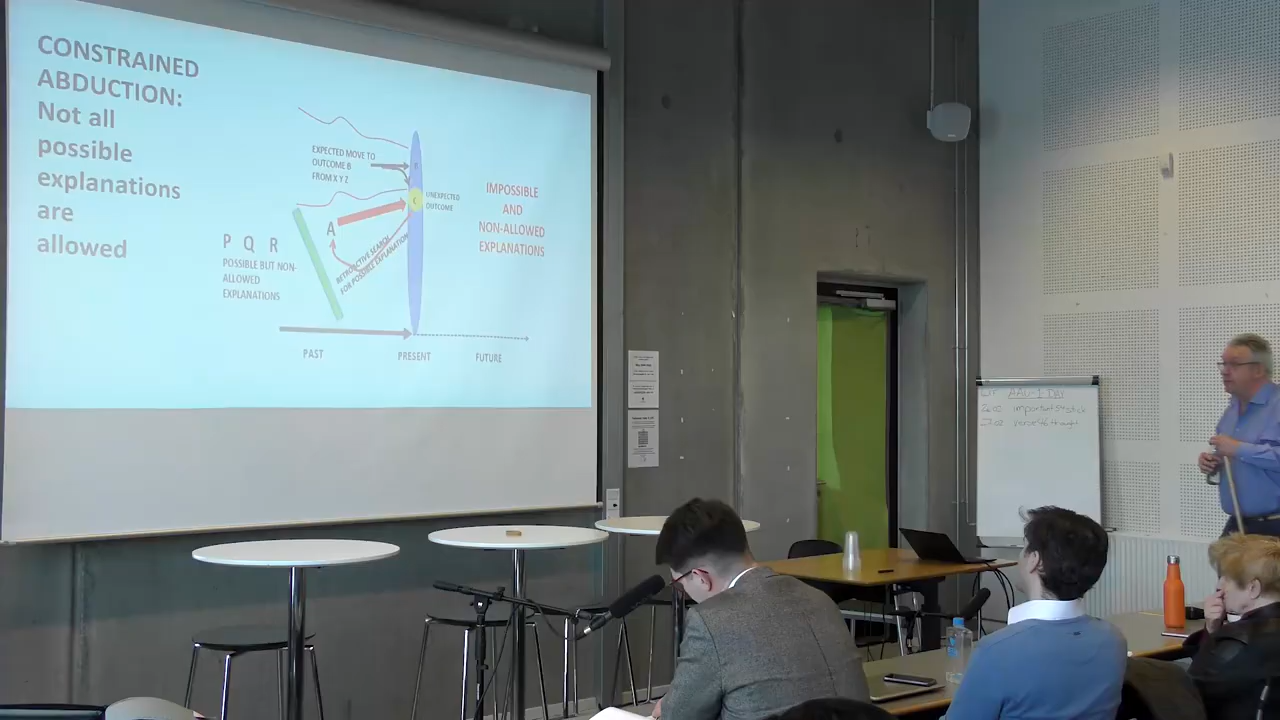 CONSTRAINED
ABDUCTION:
Not all
possible
explanations
are
allowed
EXPECTED MOVE TO
OUTCOME B
FROM X Y Z
UNEXPECTED
OUTCOME
C
A
RETRODUCTIVE SEARCH
FOR POSSIBLE EXPLANATION
P Q R
POSSIBLE BUT NON-
ALLOWED
EXPLANATIONS
IMPOSSIBLE
AND
NON-ALLOWED
EXPLANATIONS
PAST
PRESENT
FUTURE